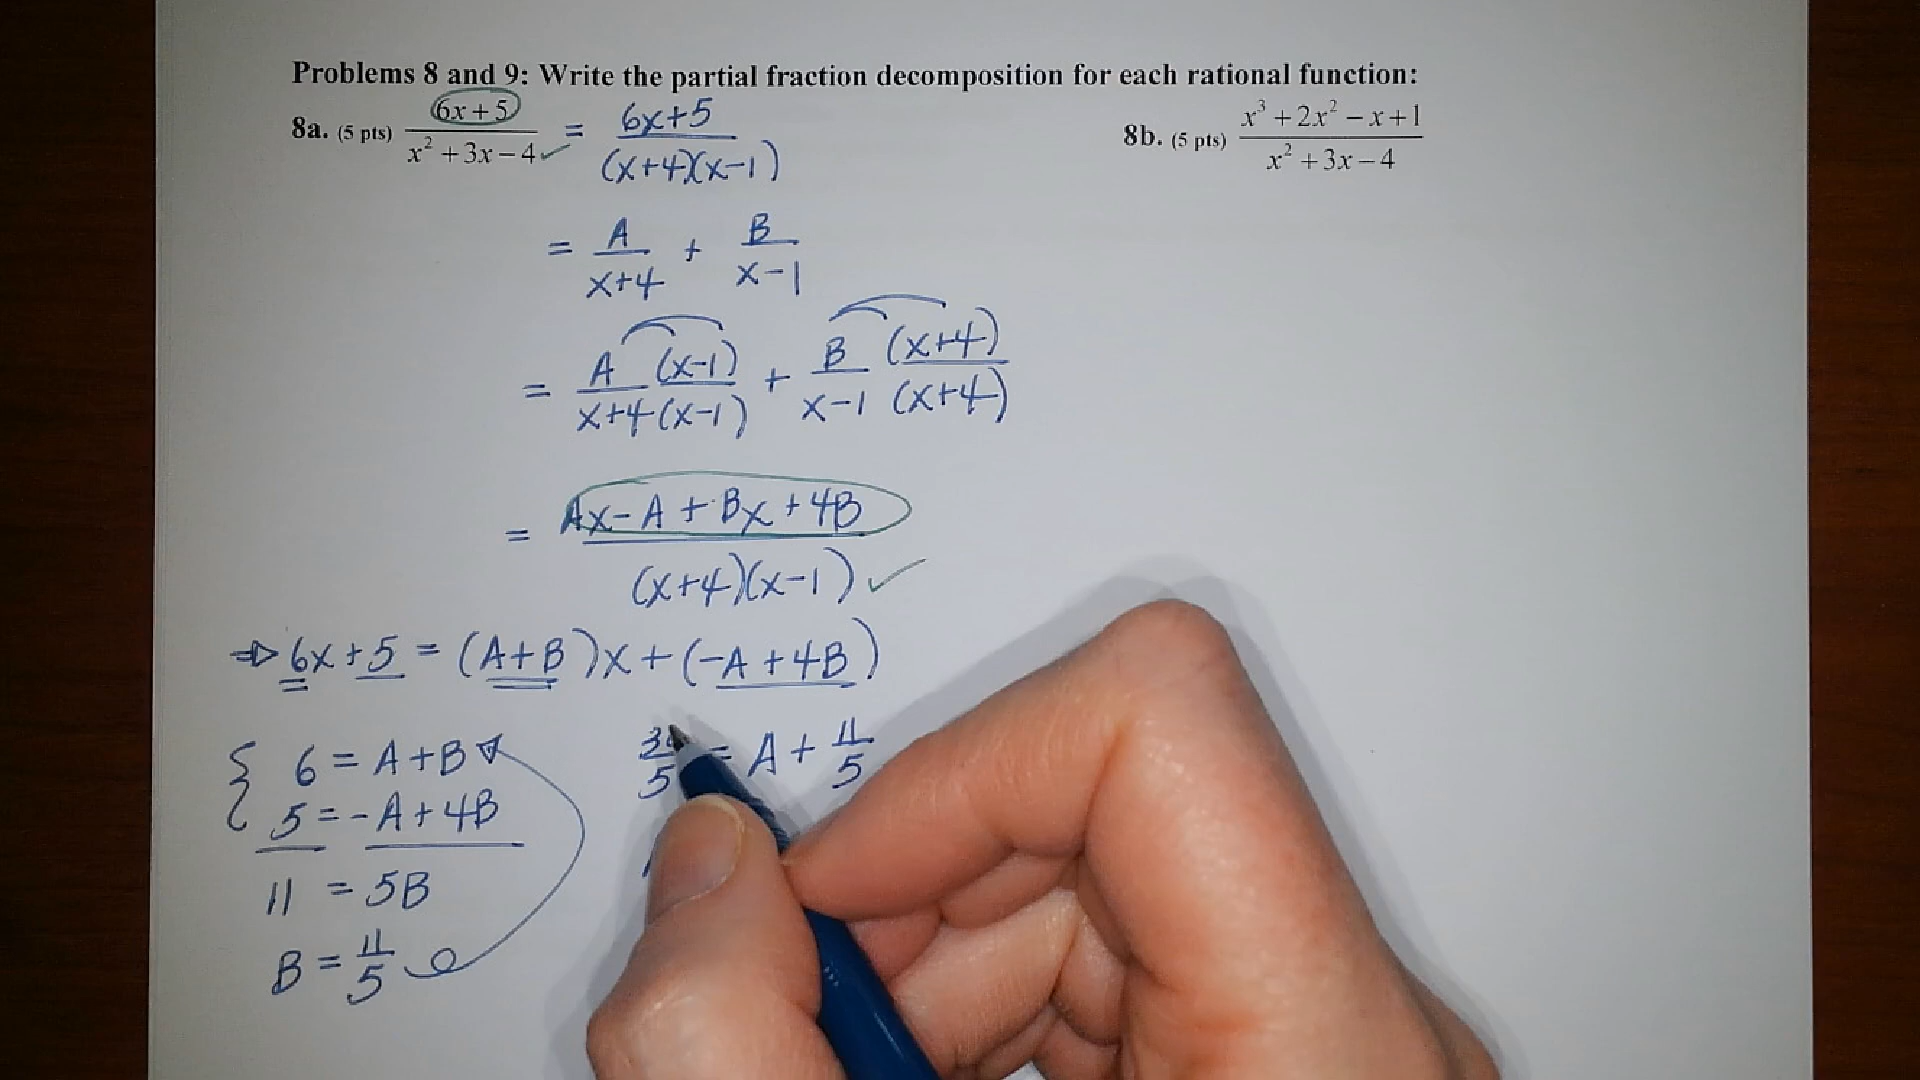 Problems 8 and 9: Write the partial fraction decomposition for each rational function:
8a. (5 pts) (6x + 5)/(x² + 3x − 4) ✓ = (6x+5)/((x+4)(x−1))
8b. (5 pts) (x³ + 2x² − x + 1)/(x² + 3x − 4)
= A/(x+4) + B/(x−1)
= A (x−1)/(x+4 (x−1)) + B (x+4)/(x−1 (x+4))
= (Ax − A + Bx + 4B)/((x+4)(x−1)) ✓
⇒ 6x + 5 = (A+B)x + (−A + 4B)
6 = A + B
5 = −A + 4B
11 = 5B
B = 11/5
= A + 11/5